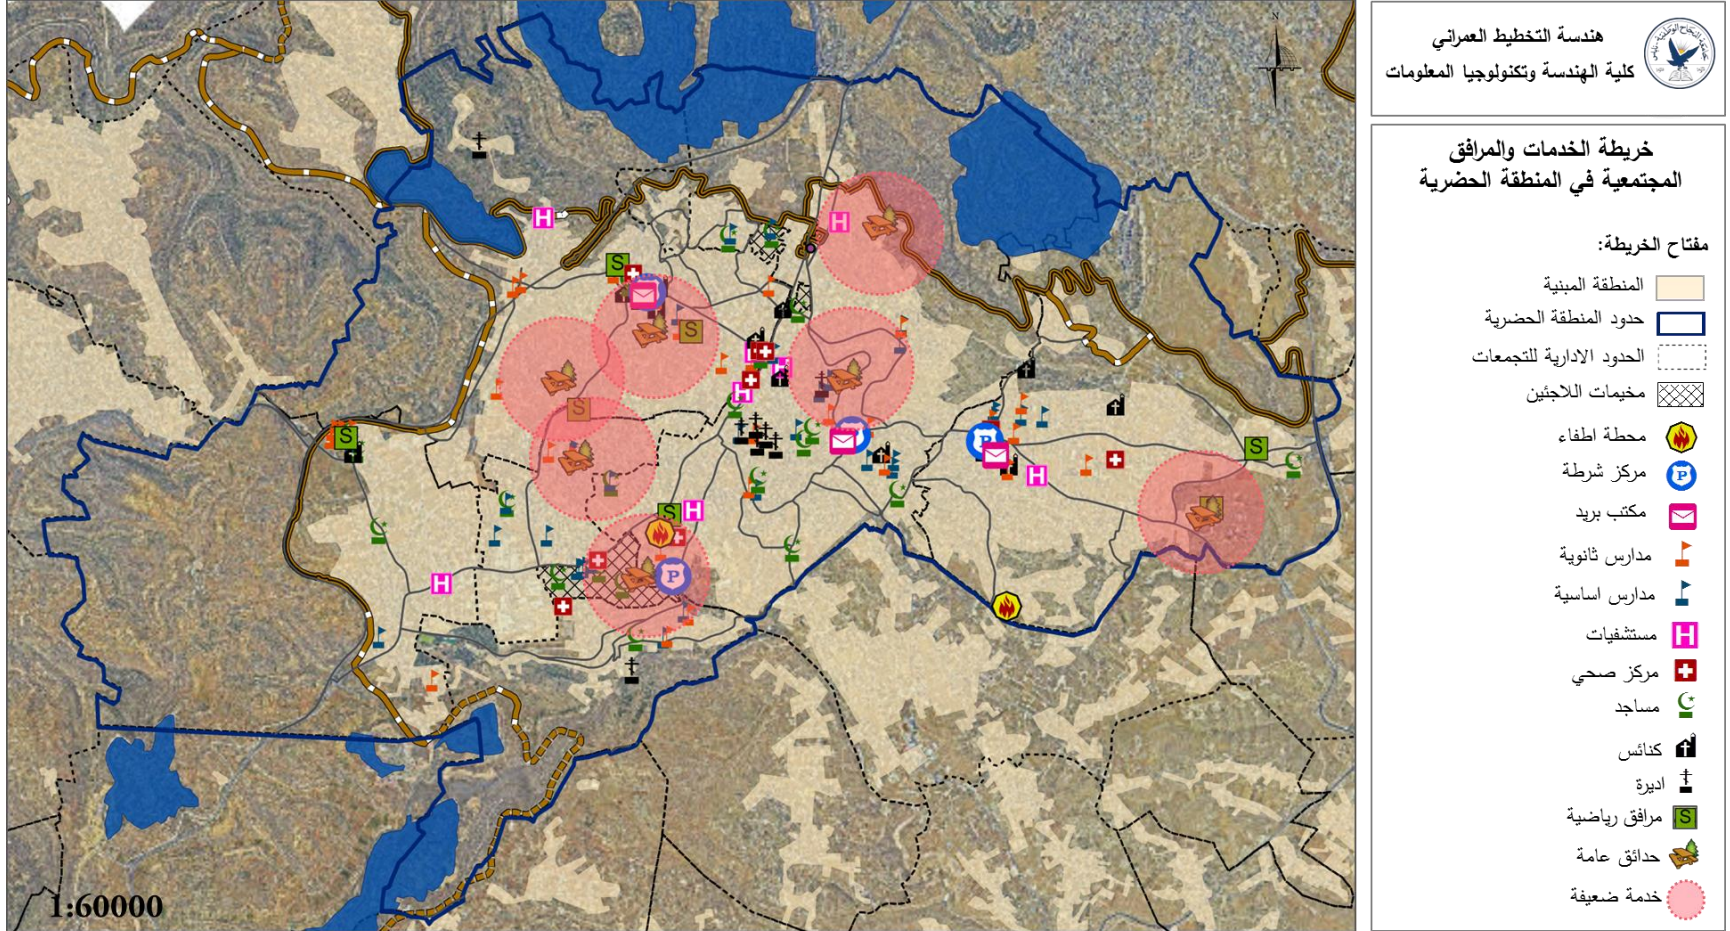 هندسة التخطيط العمراني
كلية الهندسة وتكنولوجيا المعلومات
خريطة الخدمات والمرافق
المجتمعية في المنطقة الحضرية
مفتاح الخريطة:
المنطقة المبنية
حدود المنطقة الحضرية
الحدود الادارية للتجمعات
مخيمات اللاجئين
محطة اطفاء
مركز شرطة
مكتب بريد
مدارس ثانوية
مدارس اساسية
مستشفيات
مركز صحي
مساجد
كنائس
اديرة
مرافق رياضية
حدائق عامة
خدمة ضعيفة
N
1:60000